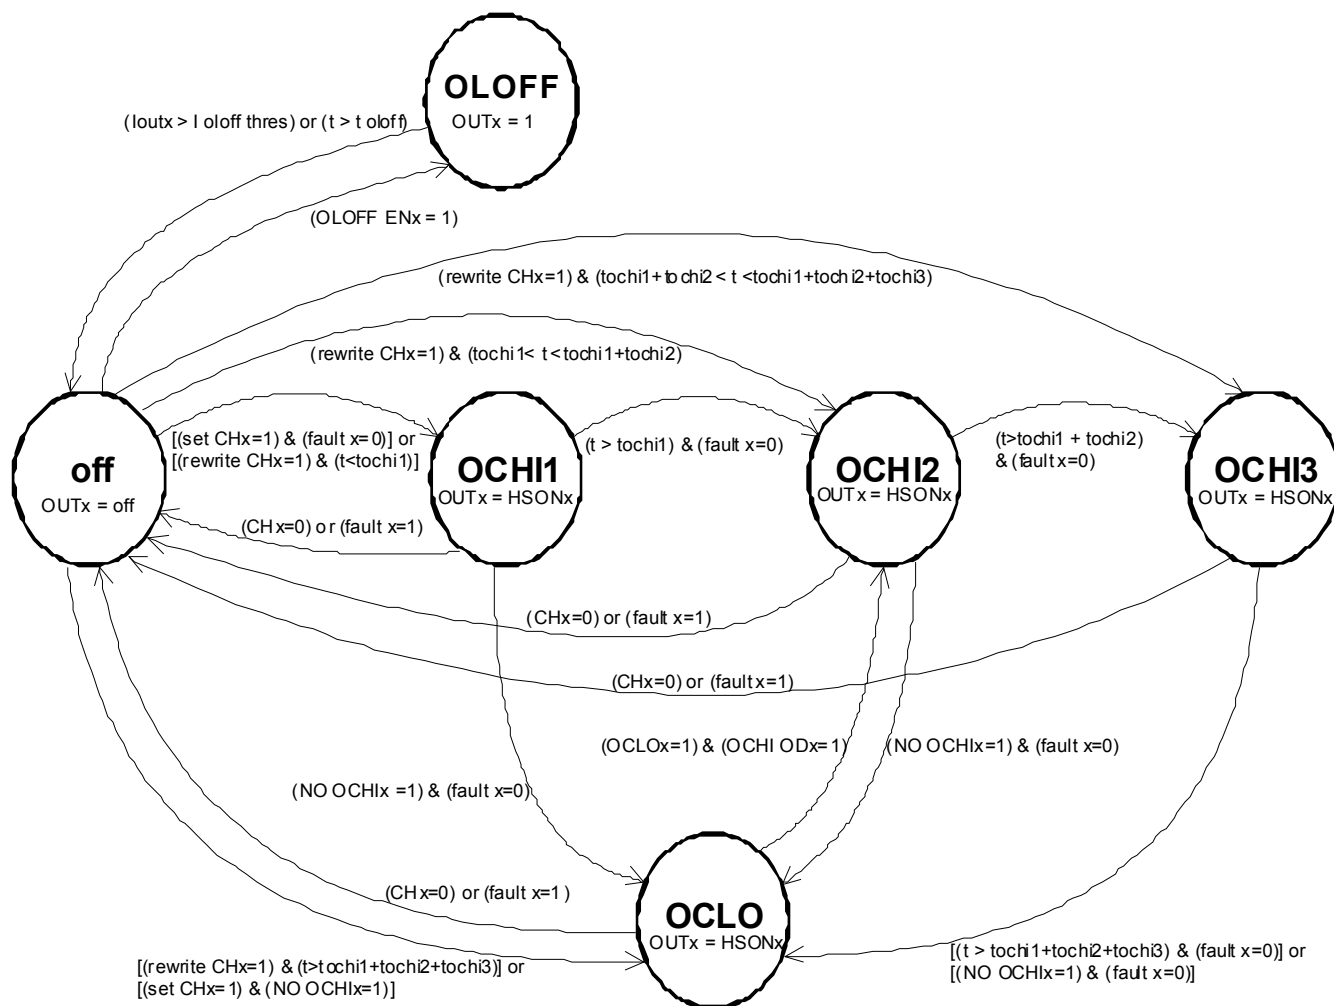 OLOFF
OUTx = 1
(Ioutx > I oloff thres) or (t > t oloff)
(OLOFF ENx = 1)
(rewrite CHx=1) & (tochi1+tochi2 < t <tochi1+tochi2+tochi3)
(rewrite CHx=1) & (tochi1< t <tochi1+tochi2)
off
OUTx = off
[(set CHx=1) & (fault x=0)] or
[(rewrite CHx=1) & (t<tochi1)]
OCHI1
OUTx = HSONx
(t > tochi1) & (fault x=0)
OCHI2
OUTx = HSONx
(t>tochi1 + tochi2)
& (fault x=0)
OCHI3
OUTx = HSONx
(CHx=0) or (fault x=1)
(CHx=0) or (fault x=1)
(CHx=0) or (fault x=1)
(OCLOx=1) & (OCHI ODx=1)
(NO OCHIx=1) & (fault x=0)
(NO OCHIx =1) & (fault x=0)
(CHx=0) or (fault x=1)
OCLO
OUTx = HSONx
[(rewrite CHx=1) & (t>tochi1+tochi2+tochi3)] or
[(set CHx=1) & (NO OCHIx=1)]
[(t > tochi1+tochi2+tochi3) & (fault x=0)] or
[(NO OCHIx=1) & (fault x=0)]